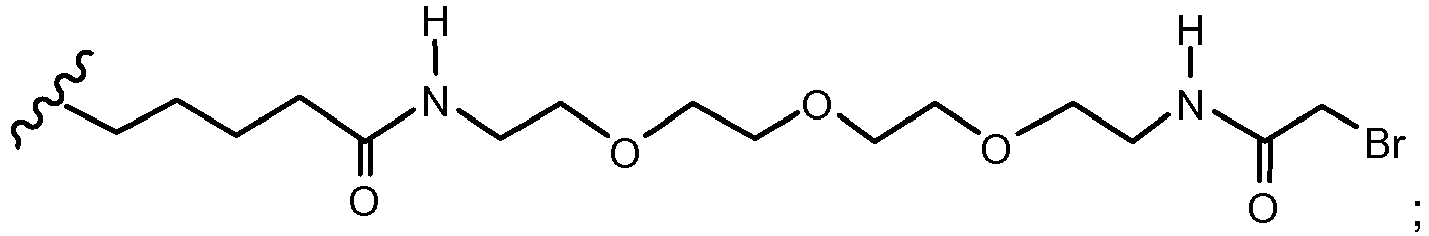 H H
N O N
O O Br
O O ;